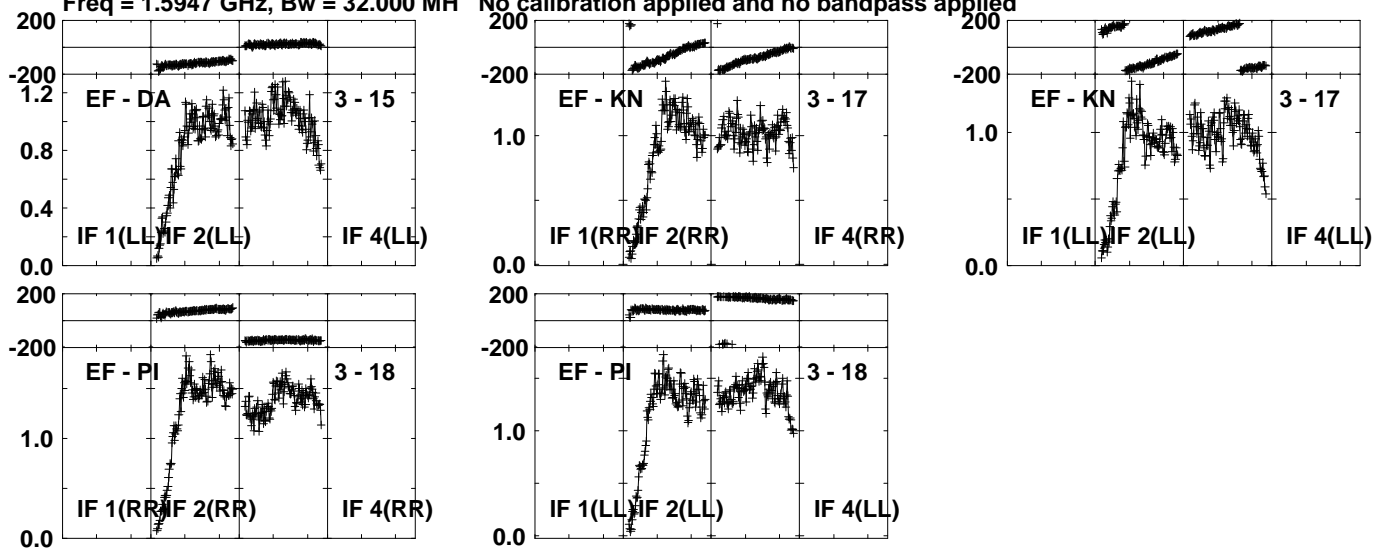 Freq = 1.5947 GHz, Bw = 32.000 MH No calibration applied and no bandpass applied
200 200 200
-200 -200 -200
1.2 EF - DA 3 - 15 EF - KN 3 - 17 EF - KN 3 - 17
1.0 1.0
0.8
0.4
IF 1(LL) IF 2(LL) IF 4(LL) IF 1(RR) IF 2(RR) IF 4(RR) IF 1(LL) IF 2(LL) IF 4(LL)
0.0 0.0 0.0
200 200
-200 -200
EF - PI 3 - 18 EF - PI 3 - 18
1.0 1.0
IF 1(RR) IF 2(RR) IF 4(RR) IF 1(LL) IF 2(LL) IF 4(LL)
0.0 0.0